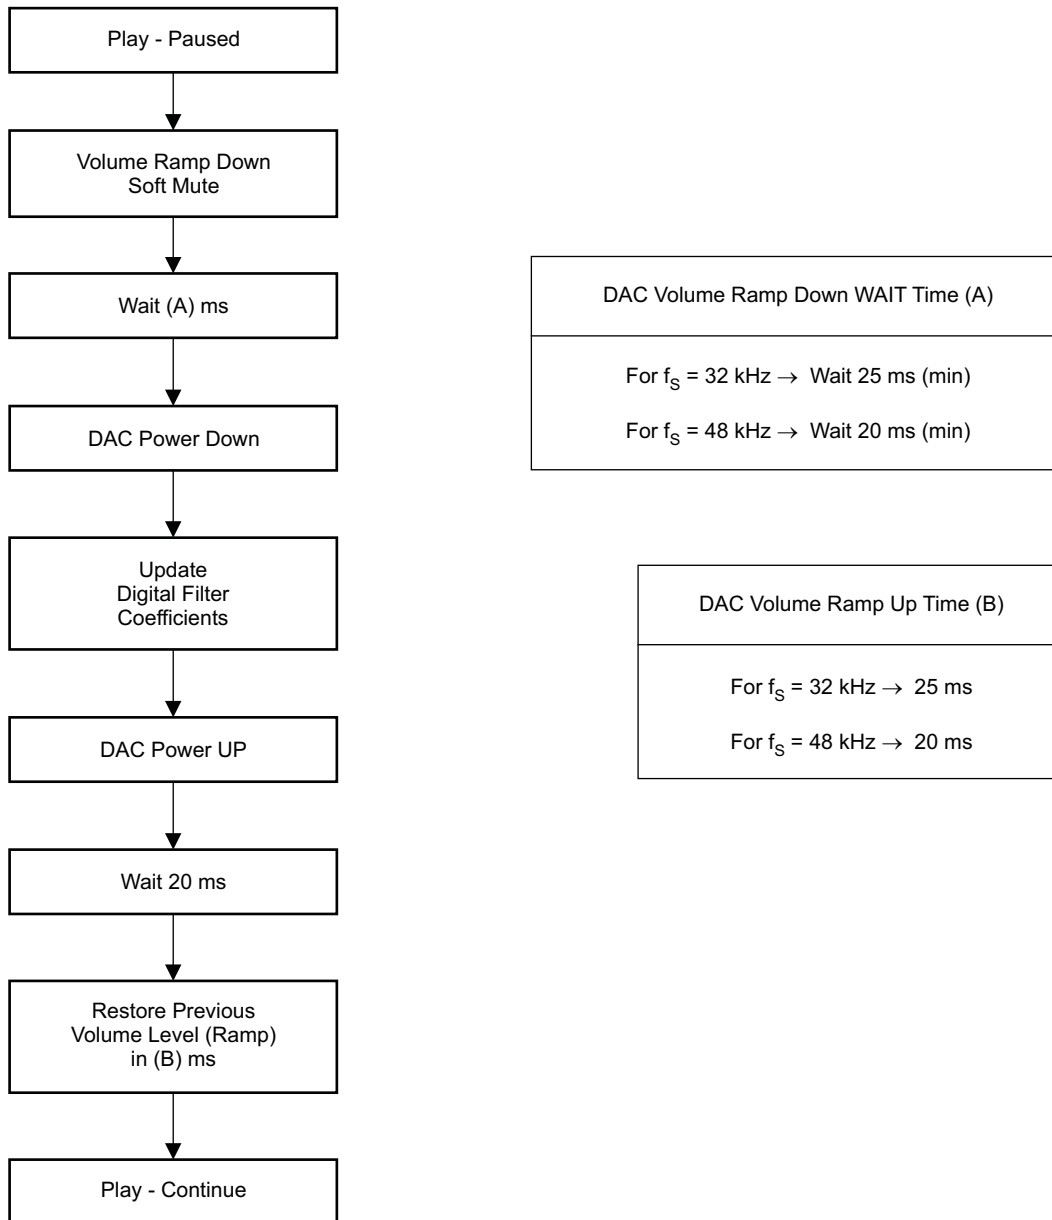 Play - Paused
Volume Ramp Down
Soft Mute
Wait (A) ms
DAC Power Down
Update
Digital Filter
Coefficients
DAC Power UP
Wait 20 ms
Restore Previous
Volume Level (Ramp)
in (B) ms
Play - Continue
DAC Volume Ramp Down WAIT Time (A)
For fS = 32 kHz → Wait 25 ms (min)
For fS = 48 kHz → Wait 20 ms (min)
DAC Volume Ramp Up Time (B)
For fS = 32 kHz → 25 ms
For fS = 48 kHz → 20 ms